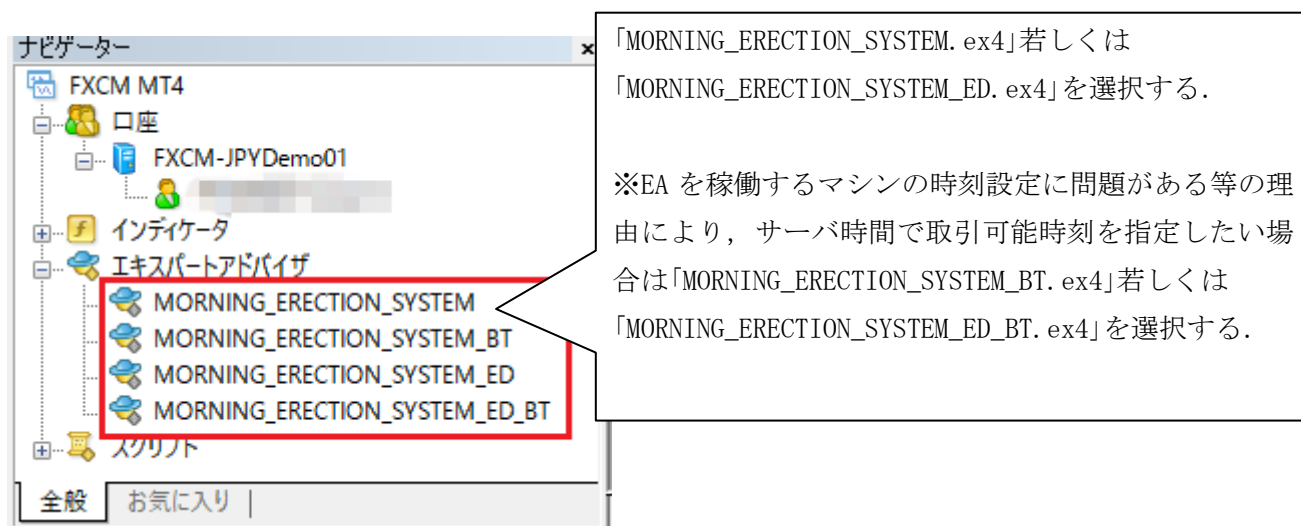 ナビゲーター
FXCM MT4
口座
FXCM-JPYDemo01
インディケータ
エキスパートアドバイザ
MORNING_ERECTION_SYSTEM
MORNING_ERECTION_SYSTEM_BT
MORNING_ERECTION_SYSTEM_ED
MORNING_ERECTION_SYSTEM_ED_BT
スクリプト
全般 お気に入り
「MORNING_ERECTION_SYSTEM.ex4」若しくは
「MORNING_ERECTION_SYSTEM_ED.ex4」を選択する.
※EA を稼働するマシンの時刻設定に問題がある等の理
由により, サーバ時間で取引可能時刻を指定したい場
合は「MORNING_ERECTION_SYSTEM_BT.ex4」若しくは
「MORNING_ERECTION_SYSTEM_ED_BT.ex4」を選択する.